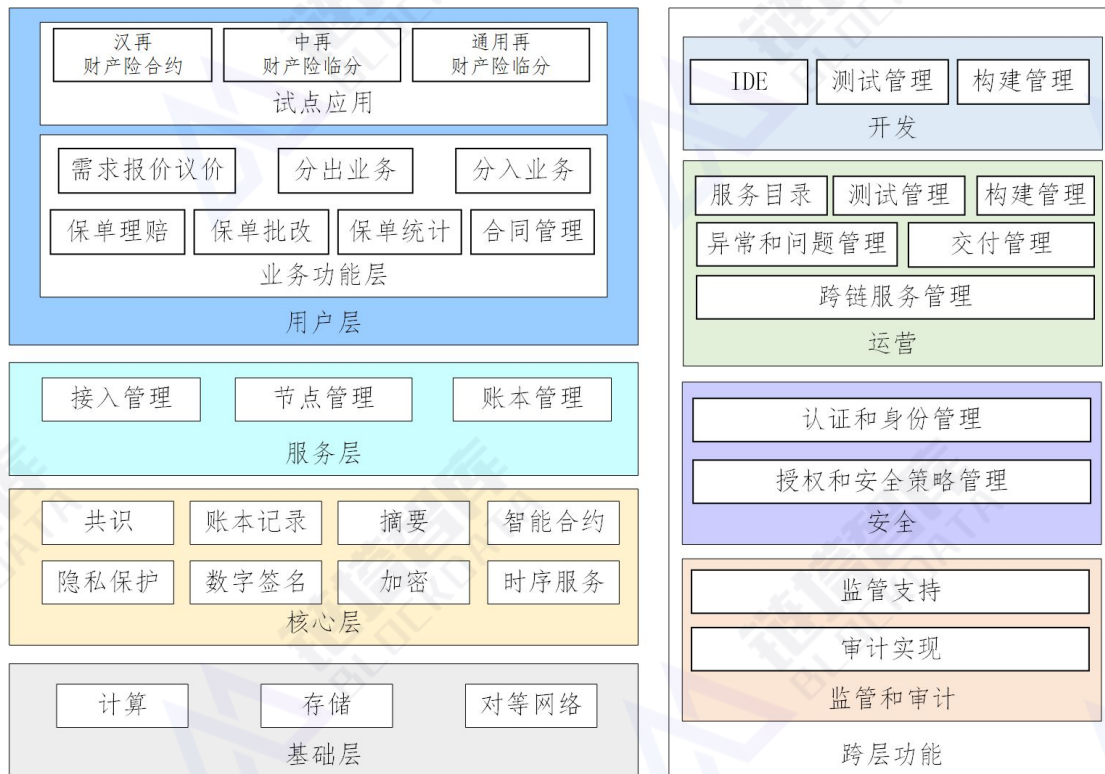 汉再
财产险合约
中再
财产险临分
通用再
财产险临分
试点应用
需求报价议价
分出业务
分入业务
保单理赔
保单批改
保单统计
合同管理
业务功能层
用户层
接入管理
节点管理
账本管理
服务层
共识
账本记录
摘要
智能合约
隐私保护
数字签名
加密
时序服务
核心层
计算
存储
对等网络
基础层
IDE
测试管理
构建管理
开发
服务目录
测试管理
构建管理
异常和问题管理
交付管理
跨链服务管理
运营
认证和身份管理
授权和安全策略管理
安全
监管支持
审计实现
监管和审计
跨层功能
链塔智库
BLOCKDATA